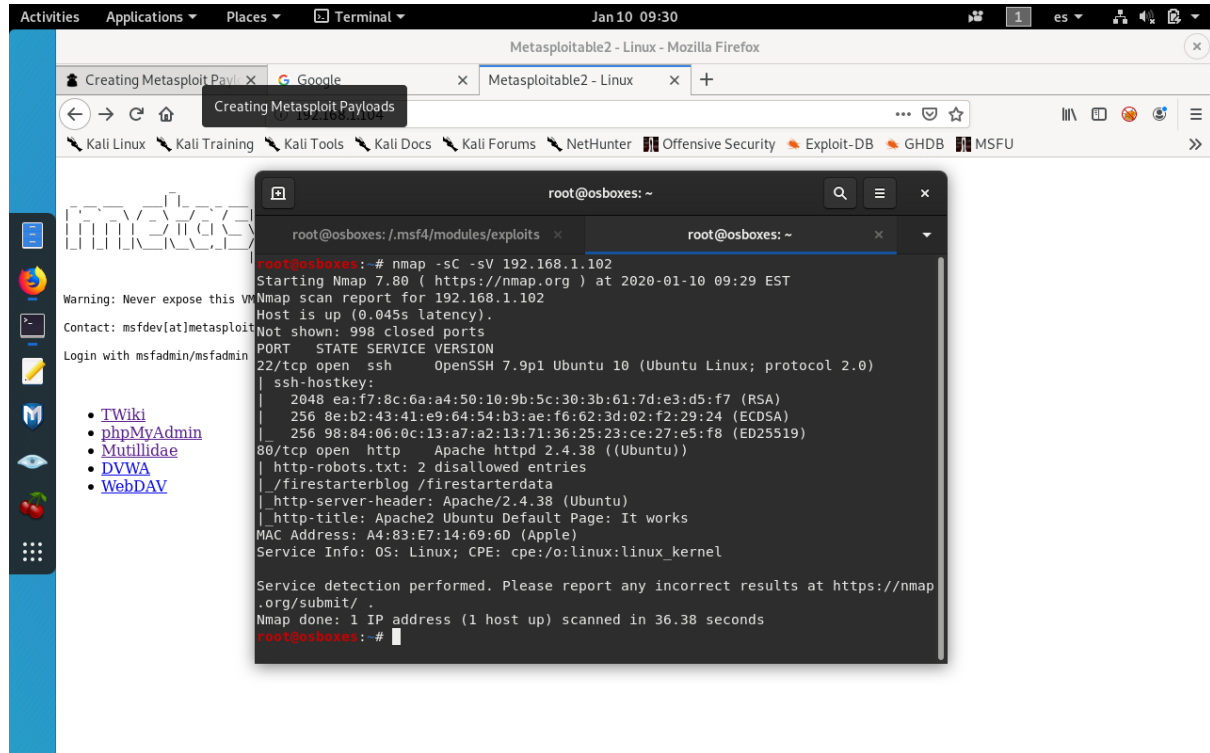 Activities Applications Places Terminal Jan 10 09:30 1 es
Metasploitable2 - Linux - Mozilla Firefox
Creating Metasploit Paylo Google Metasploitable2 - Linux
Creating Metasploit Payloads
192.168.1.104
Kali Linux Kali Training Kali Tools Kali Docs Kali Forums NetHunter Offensive Security Exploit-DB GHDB MSFU
root@osboxes: ~
root@osboxes: /.msf4/modules/exploits root@osboxes: ~
Warning: Never expose this VM
Contact: msfdev[at]metasploit
Login with msfadmin/msfadmin
TWiki
phpMyAdmin
Mutillidae
DVWA
WebDAV
root@osboxes:~# nmap -sC -sV 192.168.1.102
Starting Nmap 7.80 ( https://nmap.org ) at 2020-01-10 09:29 EST
Nmap scan report for 192.168.1.102
Host is up (0.045s latency).
Not shown: 998 closed ports
PORT   STATE SERVICE VERSION
22/tcp open  ssh     OpenSSH 7.9p1 Ubuntu 10 (Ubuntu Linux; protocol 2.0)
| ssh-hostkey:
|   2048 ea:f7:8c:6a:a4:50:10:9b:5c:30:3b:61:7d:e3:d5:f7 (RSA)
|   256 8e:b2:43:41:e9:64:54:b3:ae:f6:62:3d:02:f2:29:24 (ECDSA)
|_  256 98:84:06:0c:13:a7:a2:13:71:36:25:23:ce:27:e5:f8 (ED25519)
80/tcp open  http    Apache httpd 2.4.38 ((Ubuntu))
| http-robots.txt: 2 disallowed entries
|_/firestarterblog /firestarterdata
|_http-server-header: Apache/2.4.38 (Ubuntu)
|_http-title: Apache2 Ubuntu Default Page: It works
MAC Address: A4:83:E7:14:69:6D (Apple)
Service Info: OS: Linux; CPE: cpe:/o:linux:linux_kernel
Service detection performed. Please report any incorrect results at https://nmap
.org/submit/ .
Nmap done: 1 IP address (1 host up) scanned in 36.38 seconds
root@osboxes:~#